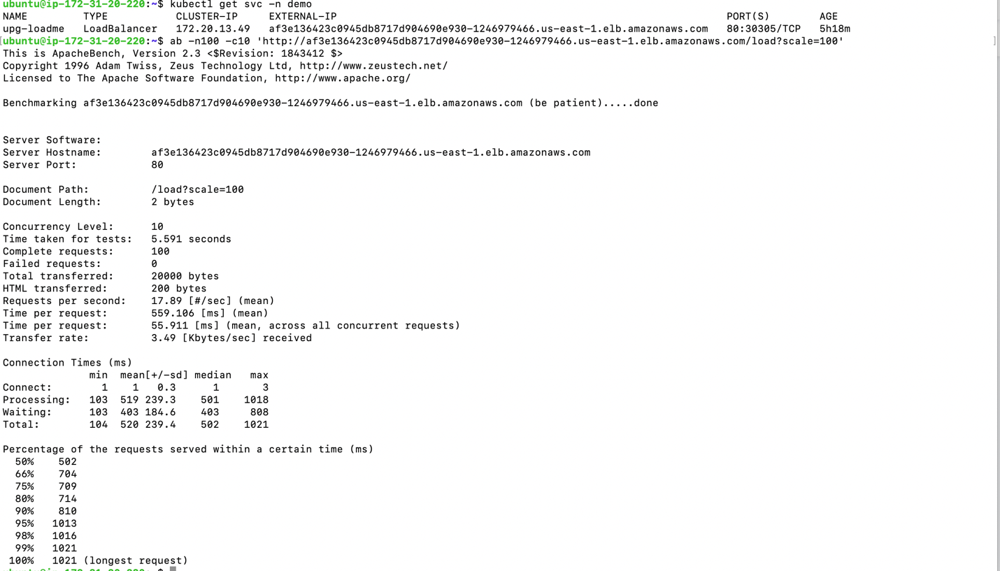 ubuntu@ip-172-31-20-220:~$ kubectl get svc -n demo
NAME TYPE CLUSTER-IP EXTERNAL-IP PORT(S) AGE
upg-loadme LoadBalancer 172.20.13.49 af3e136423c0945db8717d904690e930-1246979466.us-east-1.elb.amazonaws.com 80:30305/TCP 5h18m
[ubuntu@ip-172-31-20-220:~$ ab -n100 -c10 'http://af3e136423c0945db8717d904690e930-1246979466.us-east-1.elb.amazonaws.com/load?scale=100' ]
This is ApacheBench, Version 2.3 <$Revision: 1843412 $>
Copyright 1996 Adam Twiss, Zeus Technology Ltd, http://www.zeustech.net/
Licensed to The Apache Software Foundation, http://www.apache.org/
Benchmarking af3e136423c0945db8717d904690e930-1246979466.us-east-1.elb.amazonaws.com (be patient).....done
Server Software:
Server Hostname: af3e136423c0945db8717d904690e930-1246979466.us-east-1.elb.amazonaws.com
Server Port: 80
Document Path: /load?scale=100
Document Length: 2 bytes
Concurrency Level: 10
Time taken for tests: 5.591 seconds
Complete requests: 100
Failed requests: 0
Total transferred: 20000 bytes
HTML transferred: 200 bytes
Requests per second: 17.89 [#/sec] (mean)
Time per request: 559.106 [ms] (mean)
Time per request: 55.911 [ms] (mean, across all concurrent requests)
Transfer rate: 3.49 [Kbytes/sec] received
Connection Times (ms)
min mean[+/-sd] median max
Connect: 1 1 0.3 1 3
Processing: 103 519 239.3 501 1018
Waiting: 103 403 184.6 403 808
Total: 104 520 239.4 502 1021
Percentage of the requests served within a certain time (ms)
50% 502
66% 704
75% 709
80% 714
90% 810
95% 1013
98% 1016
99% 1021
100% 1021 (longest request)
ubuntu@ip-172-31-20-220:~$